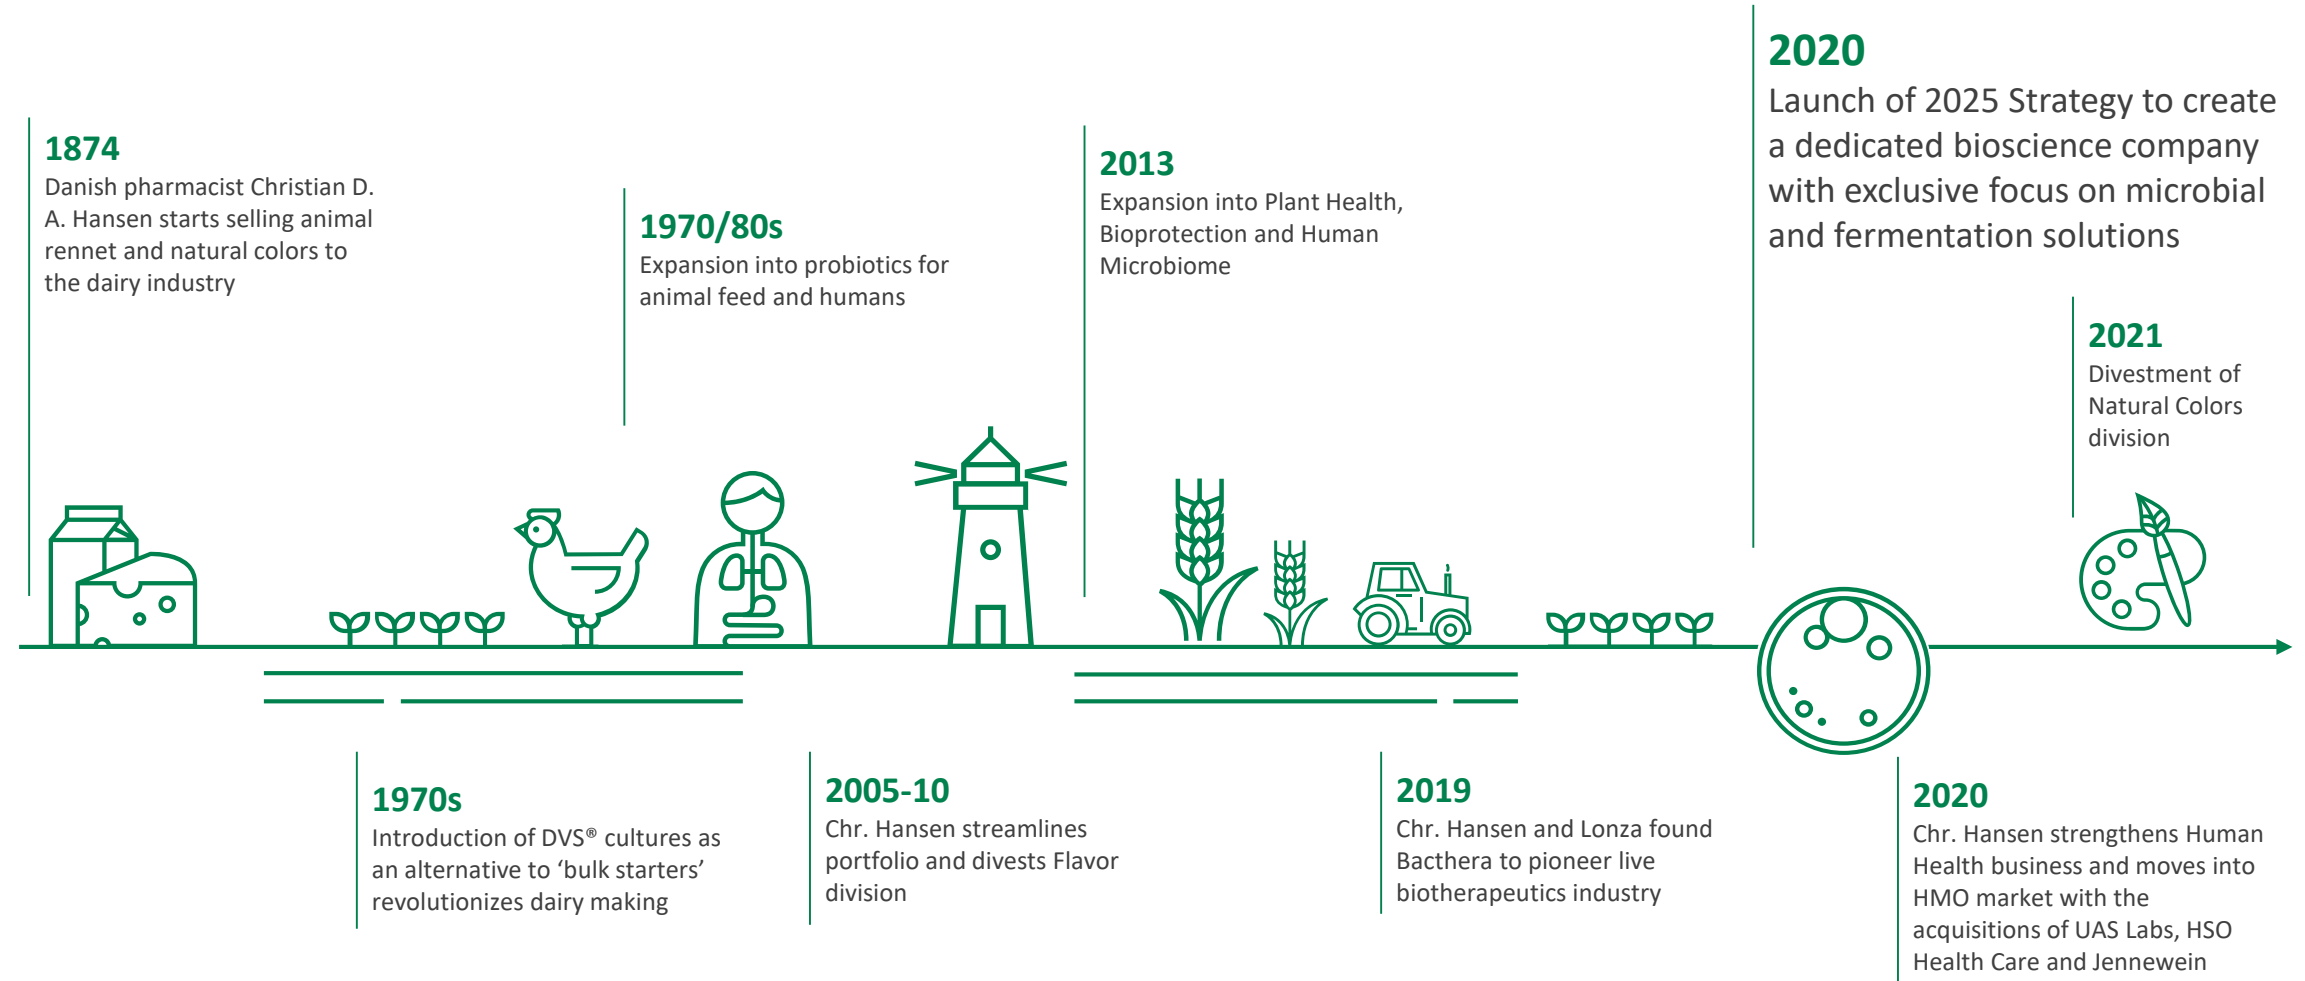 1874
Danish pharmacist Christian D.
A. Hansen starts selling animal
rennet and natural colors to
the dairy industry
1970s
Introduction of DVS® cultures as
an alternative to ‘bulk starters’
revolutionizes dairy making
1970/80s
Expansion into probiotics for
animal feed and humans
2005-10
Chr. Hansen streamlines
portfolio and divests Flavor
division
2013
Expansion into Plant Health,
Bioprotection and Human
Microbiome
2019
Chr. Hansen and Lonza found
Bacthera to pioneer live
biotherapeutics industry
2020
Launch of 2025 Strategy to create
a dedicated bioscience company
with exclusive focus on microbial
and fermentation solutions
2020
Chr. Hansen strengthens Human
Health business and moves into
HMO market with the
acquisitions of UAS Labs, HSO
Health Care and Jennewein
2021
Divestment of
Natural Colors
division